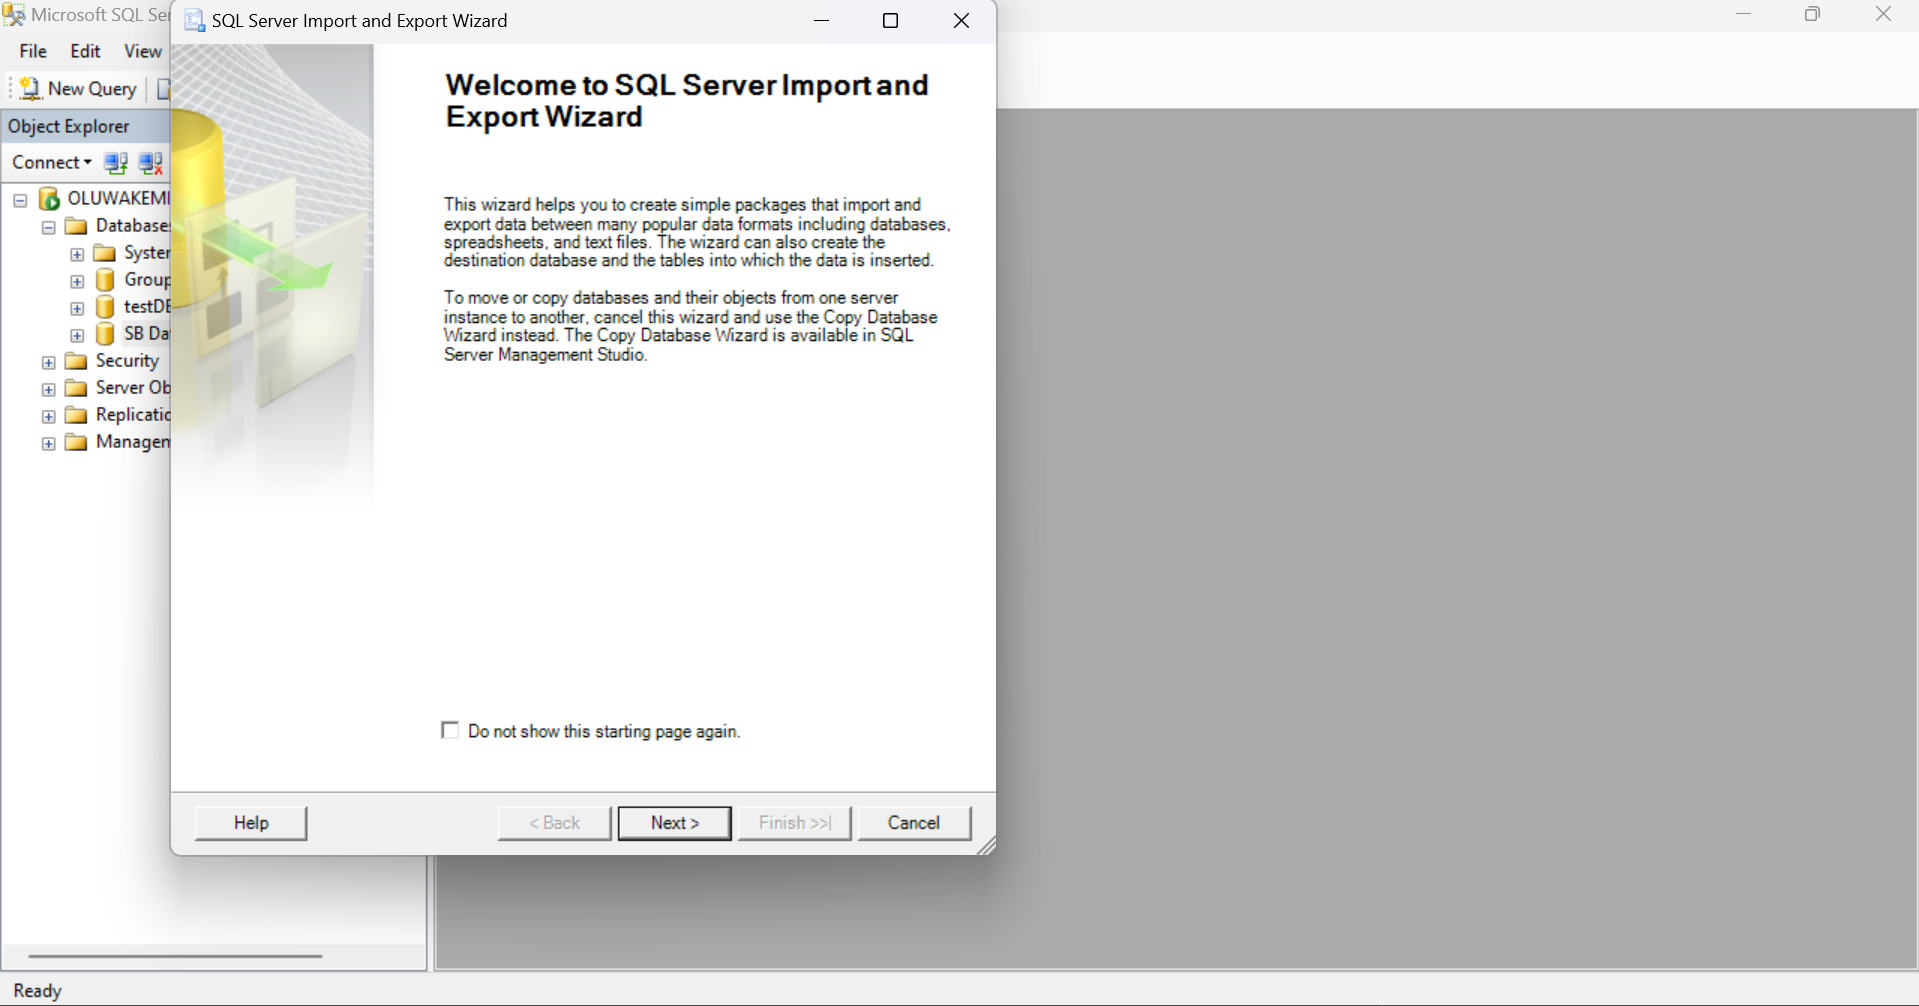 Microsoft SQL Ser
SQL Server Import and Export Wizard
File Edit View
New Query
Object Explorer
Connect
OLUWAKEMI
Databases
System
Group
testDB
SB Dat
Security
Server Ob
Replicatio
Managem
Welcome to SQL Server Import and
Export Wizard
This wizard helps you to create simple packages that import and
export data between many popular data formats including databases,
spreadsheets, and text files. The wizard can also create the
destination database and the tables into which the data is inserted.
To move or copy databases and their objects from one server
instance to another, cancel this wizard and use the Copy Database
Wizard instead. The Copy Database Wizard is available in SQL
Server Management Studio.
Do not show this starting page again.
Help < Back Next > Finish >>| Cancel
Ready